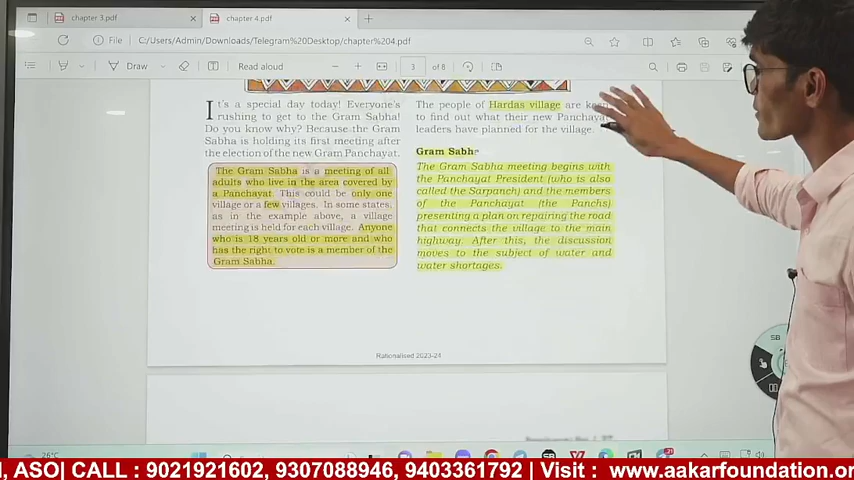 chapter 3.pdf
chapter 4.pdf
File
C:/Users/Admin/Downloads/Telegram%20Desktop/chapter%204.pdf
Draw
Read aloud
3 of 8
It's a special day today! Everyone's
rushing to get to the Gram Sabha!
Do you know why? Because the Gram
Sabha is holding its first meeting after
the election of the new Gram Panchayat.
The Gram Sabha is a meeting of all
adults who live in the area covered by
a Panchayat. This could be only one
village or a few villages. In some states,
as in the example above, a village
meeting is held for each village. Anyone
who is 18 years old or more and who
has the right to vote is a member of the
Gram Sabha.
The people of Hardas village are
to find out what their new Panchayat
leaders have planned for the village.
Gram Sabh
The Gram Sabha meeting begins with
the Panchayat President (who is also
called the Sarpanch) and the members
of the Panchayat (the Panchs)
presenting a plan on repairing the road
that connects the village to the main
highway. After this, the discussion
moves to the subject of water and
water shortages.
Rationalised 2023-24
26°C
, ASO| CALL : 9021921602, 9307088946, 9403361792 | Visit : www.aakarfoundation.or